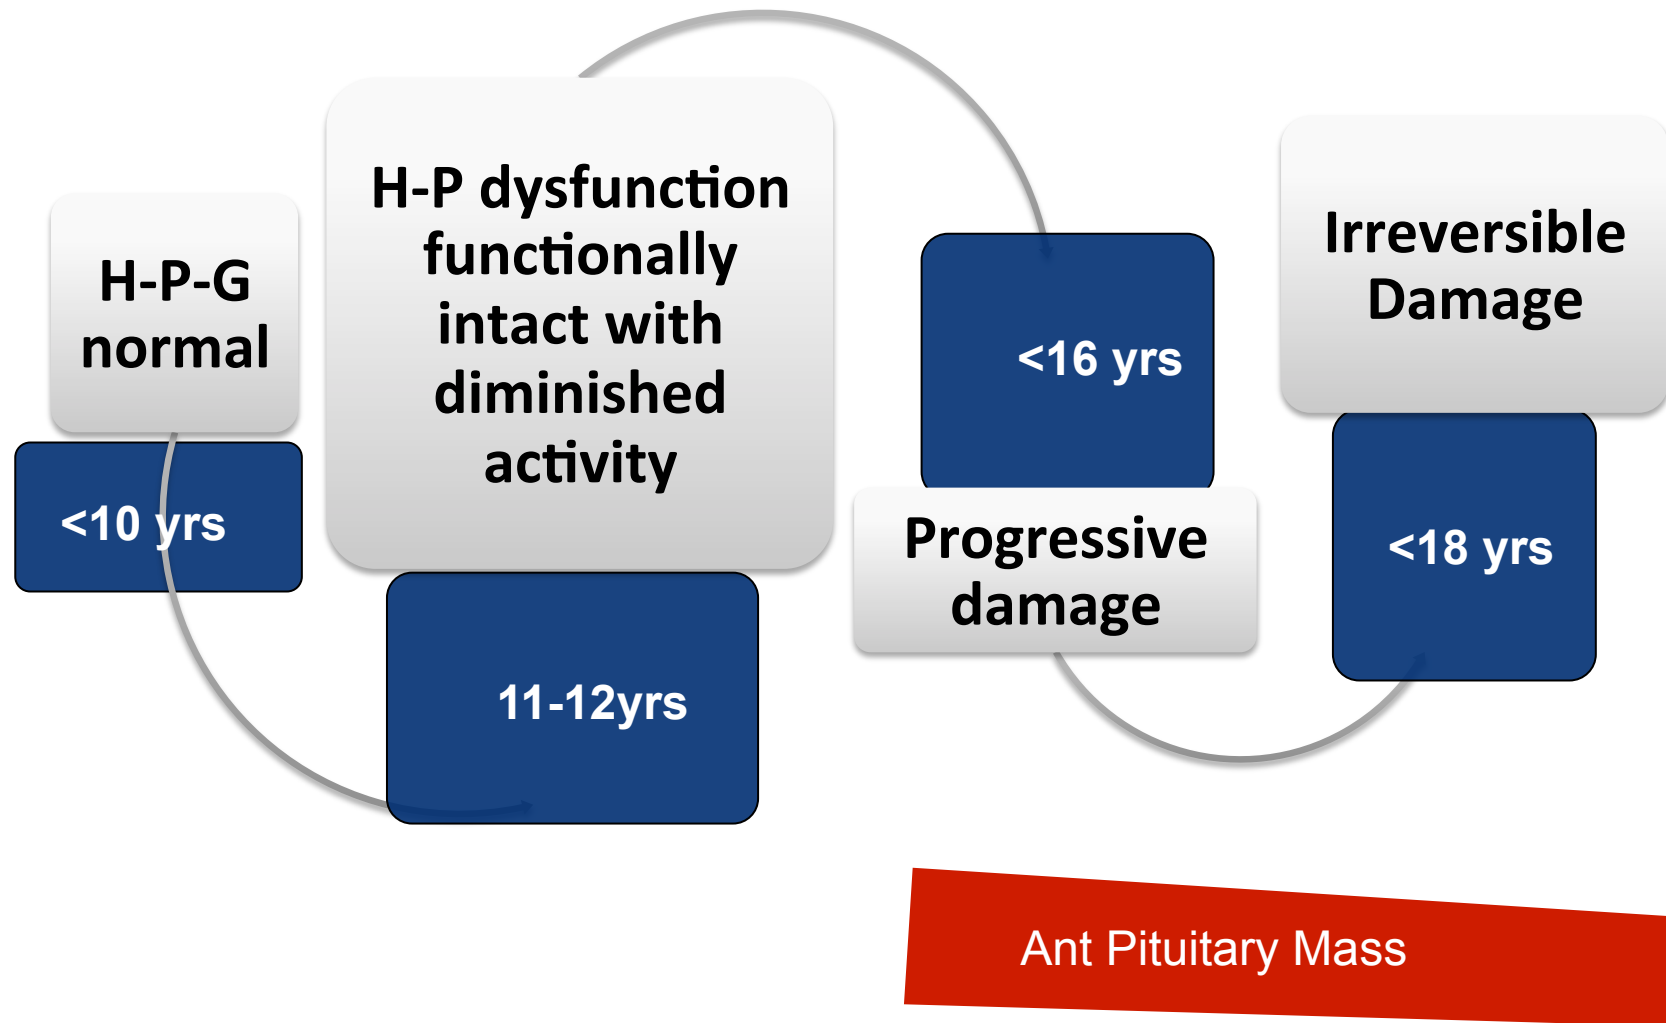 H-P-G
normal
<10 yrs
H-P dysfunction
functionally
intact with
diminished
activity
11-12yrs
<16 yrs
Progressive
damage
Irreversible
Damage
<18 yrs
Ant Pituitary Mass